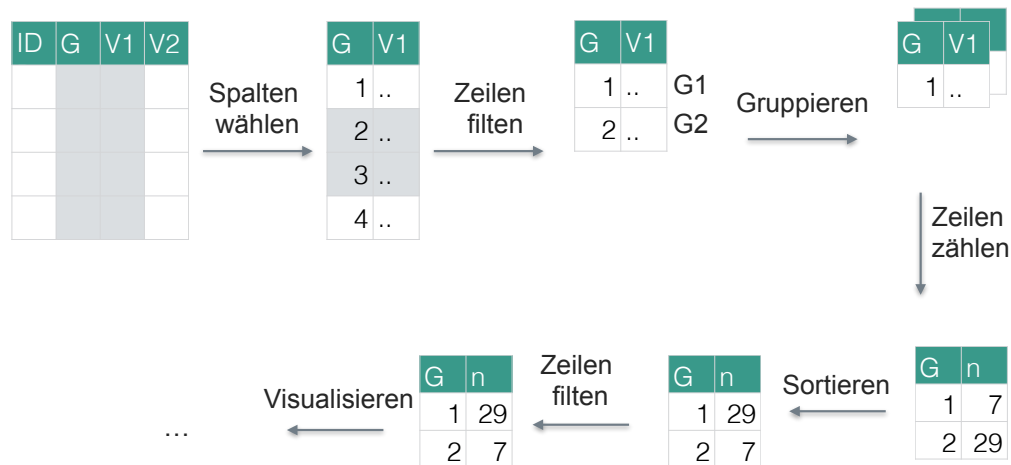 ID G V1 V2
Spalten
wählen
G V1
1 ..
2 ..
3 ..
4 ..
Zeilen
filten
G V1
1 .. G1
2 .. G2
Gruppieren
G V1
1 ..
Zeilen
zählen
G n
1 7
2 29
Sortieren
G n
1 29
2 7
Zeilen
filten
G n
1 29
2 7
Visualisieren
...